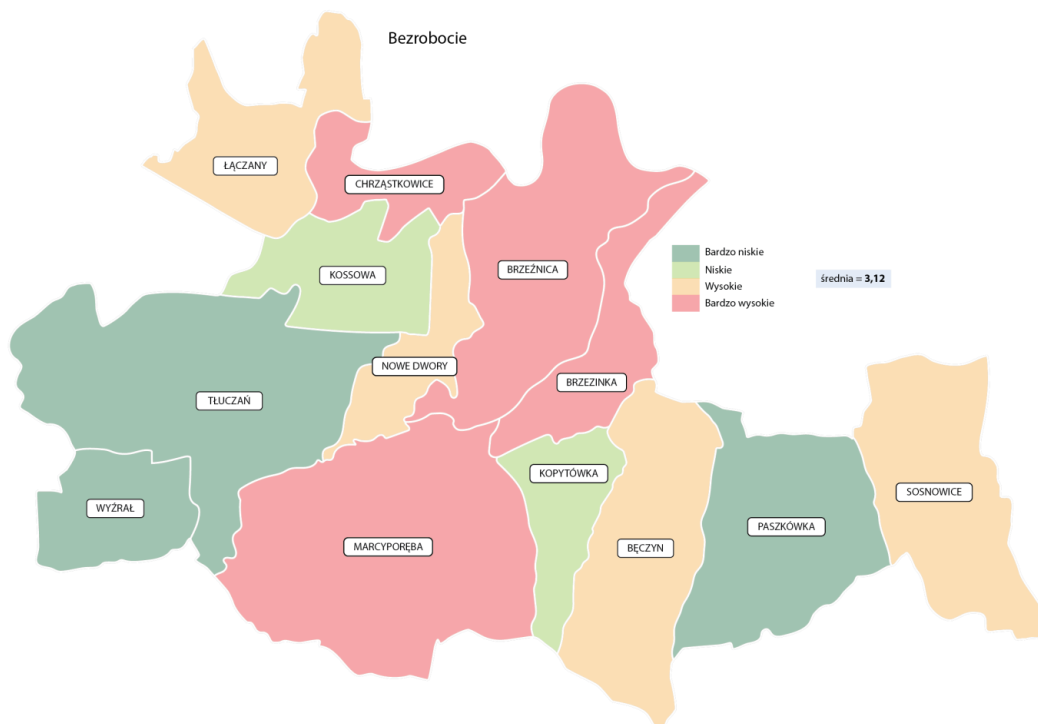 Bezrobocie
ŁĄCZANY
CHRZĄSTKOWICE
KOSSOWA
BRZEŹNICA
Bardzo niskie
Niskie
Wysokie
Bardzo wysokie
średnia = 3,12
NOWE DWORY
BRZEZINKA
TŁUCZAŃ
KOPYTÓWKA
WYŹRAŁ
SOSNOWICE
PASZKÓWKA
MARCYPORĘBA
BĘCZYN